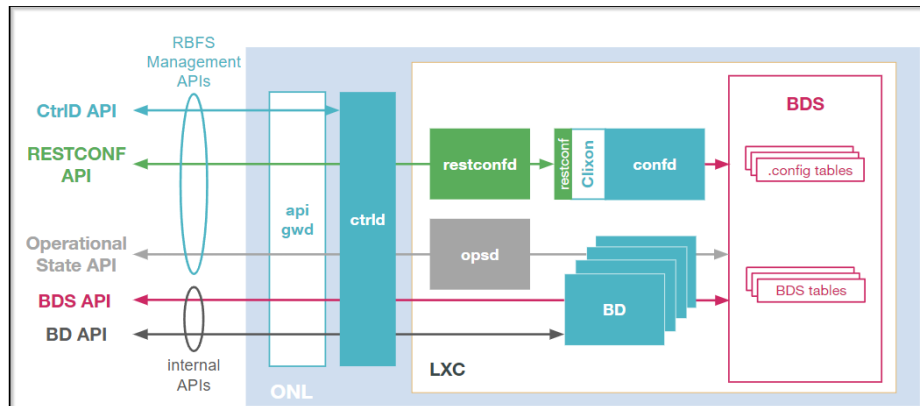 RBFS
Management
APIs
CtrlD API
RESTCONF
API
Operational
State API
BDS API
BD API
internal
APIs
api
gwd
ONL
ctrld
restconfd
restconf
Clixon
confd
opsd
BD
LXC
BDS
.config tables
BDS tables